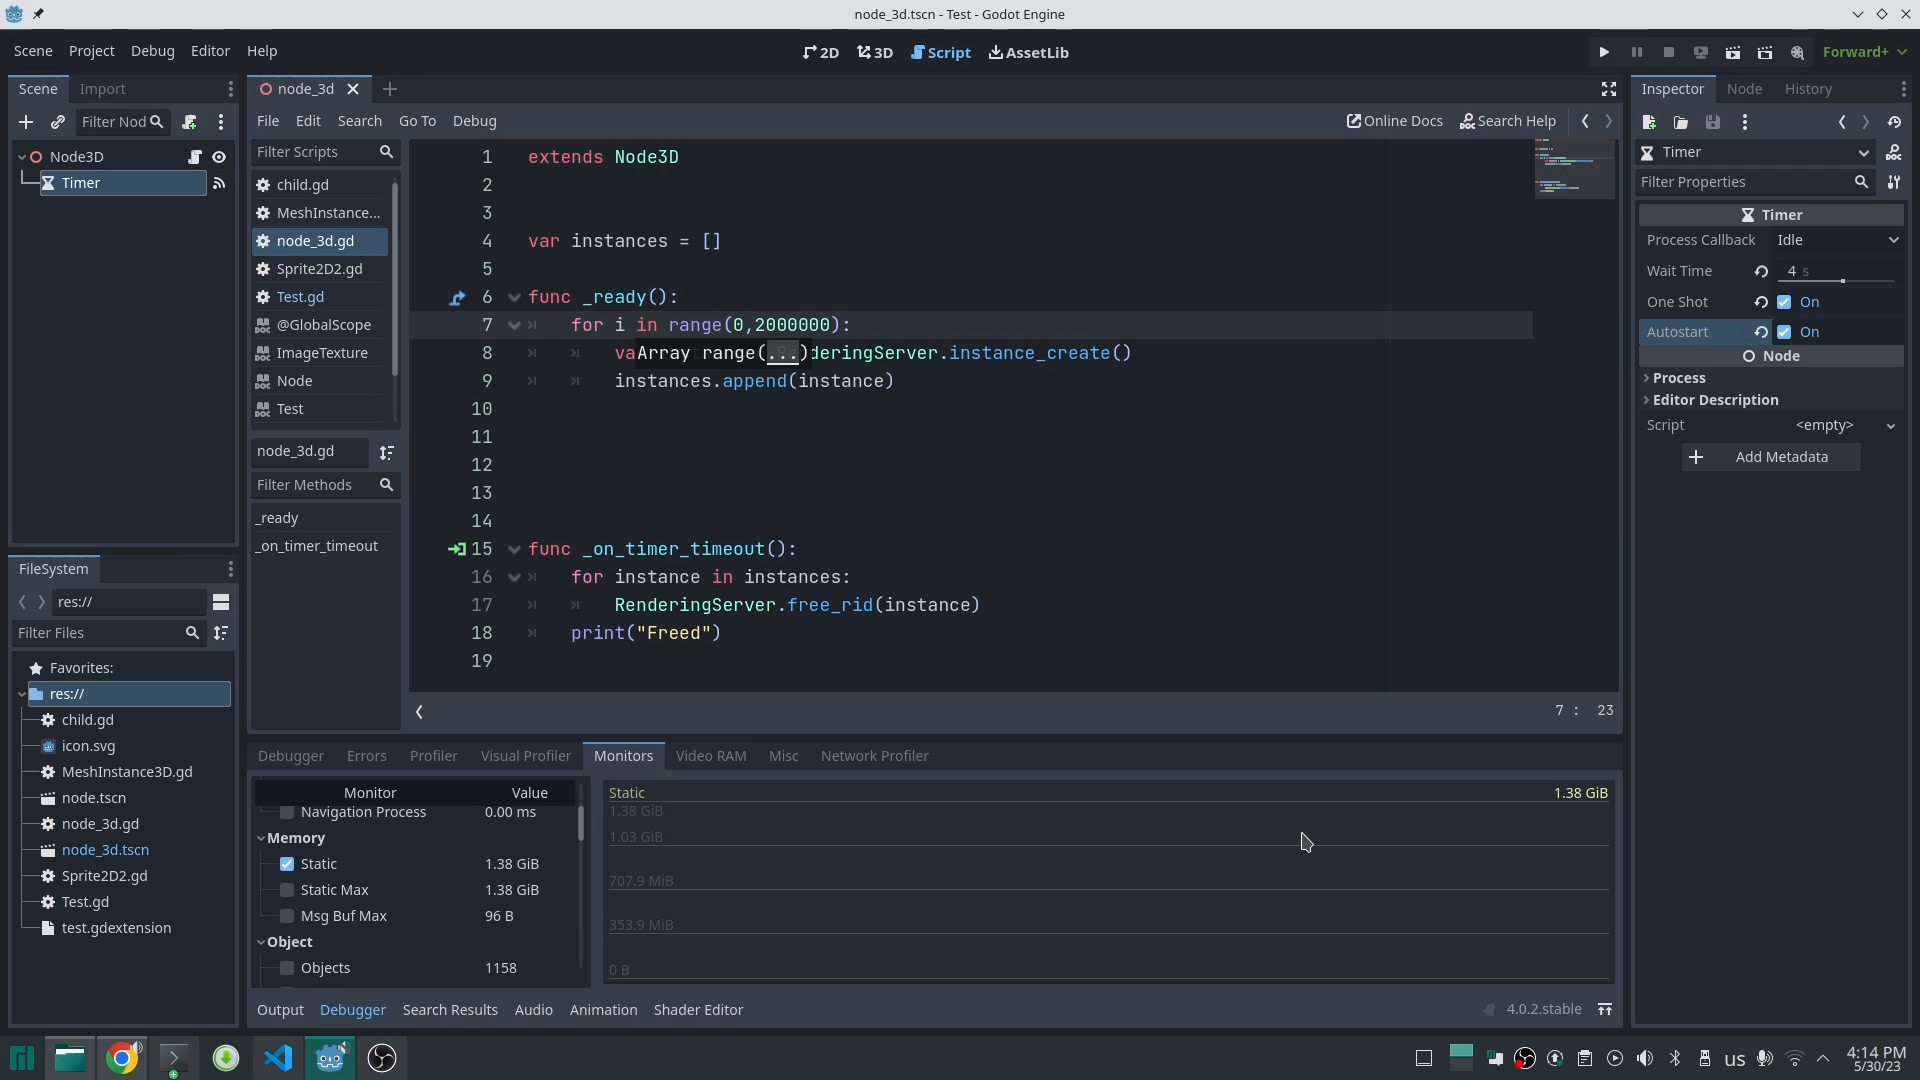 node_3d.tscn - Test - Godot Engine
Scene Project Debug Editor Help
2D 3D Script AssetLib
Forward+
Scene Import
Filter Nod
Node3D
Timer
node_3d
File Edit Search Go To Debug
Online Docs Search Help
Filter Scripts
child.gd
MeshInstance...
node_3d.gd
Sprite2D2.gd
Test.gd
@GlobalScope
ImageTexture
Node
Test
node_3d.gd
Filter Methods
_ready
_on_timer_timeout
1 extends Node3D
2
3
4 var instances = []
5
6 func _ready():
7 for i in range(0,2000000):
8 va Array range(...) deringServer.instance_create()
9 instances.append(instance)
10
11
12
13
14
15 func _on_timer_timeout():
16 for instance in instances:
17 RenderingServer.free_rid(instance)
18 print("Freed")
19
7 : 23
Inspector Node History
Timer
Filter Properties
Timer
Process Callback Idle
Wait Time 4 s
One Shot On
Autostart On
Node
Process
Editor Description
Script <empty>
Add Metadata
FileSystem
res://
Filter Files
Favorites:
res://
child.gd
icon.svg
MeshInstance3D.gd
node.tscn
node_3d.gd
node_3d.tscn
Sprite2D2.gd
Test.gd
test.gdextension
Debugger Errors Profiler Visual Profiler Monitors Video RAM Misc Network Profiler
Monitor Value
Navigation Process 0.00 ms
Memory
Static 1.38 GiB
Static Max 1.38 GiB
Msg Buf Max 96 B
Object
Objects 1158
Static 1.38 GiB
1.38 GiB
1.03 GiB
707.9 MiB
353.9 MiB
0 B
Output Debugger Search Results Audio Animation Shader Editor
4.0.2.stable
us
4:14 PM
5/30/23